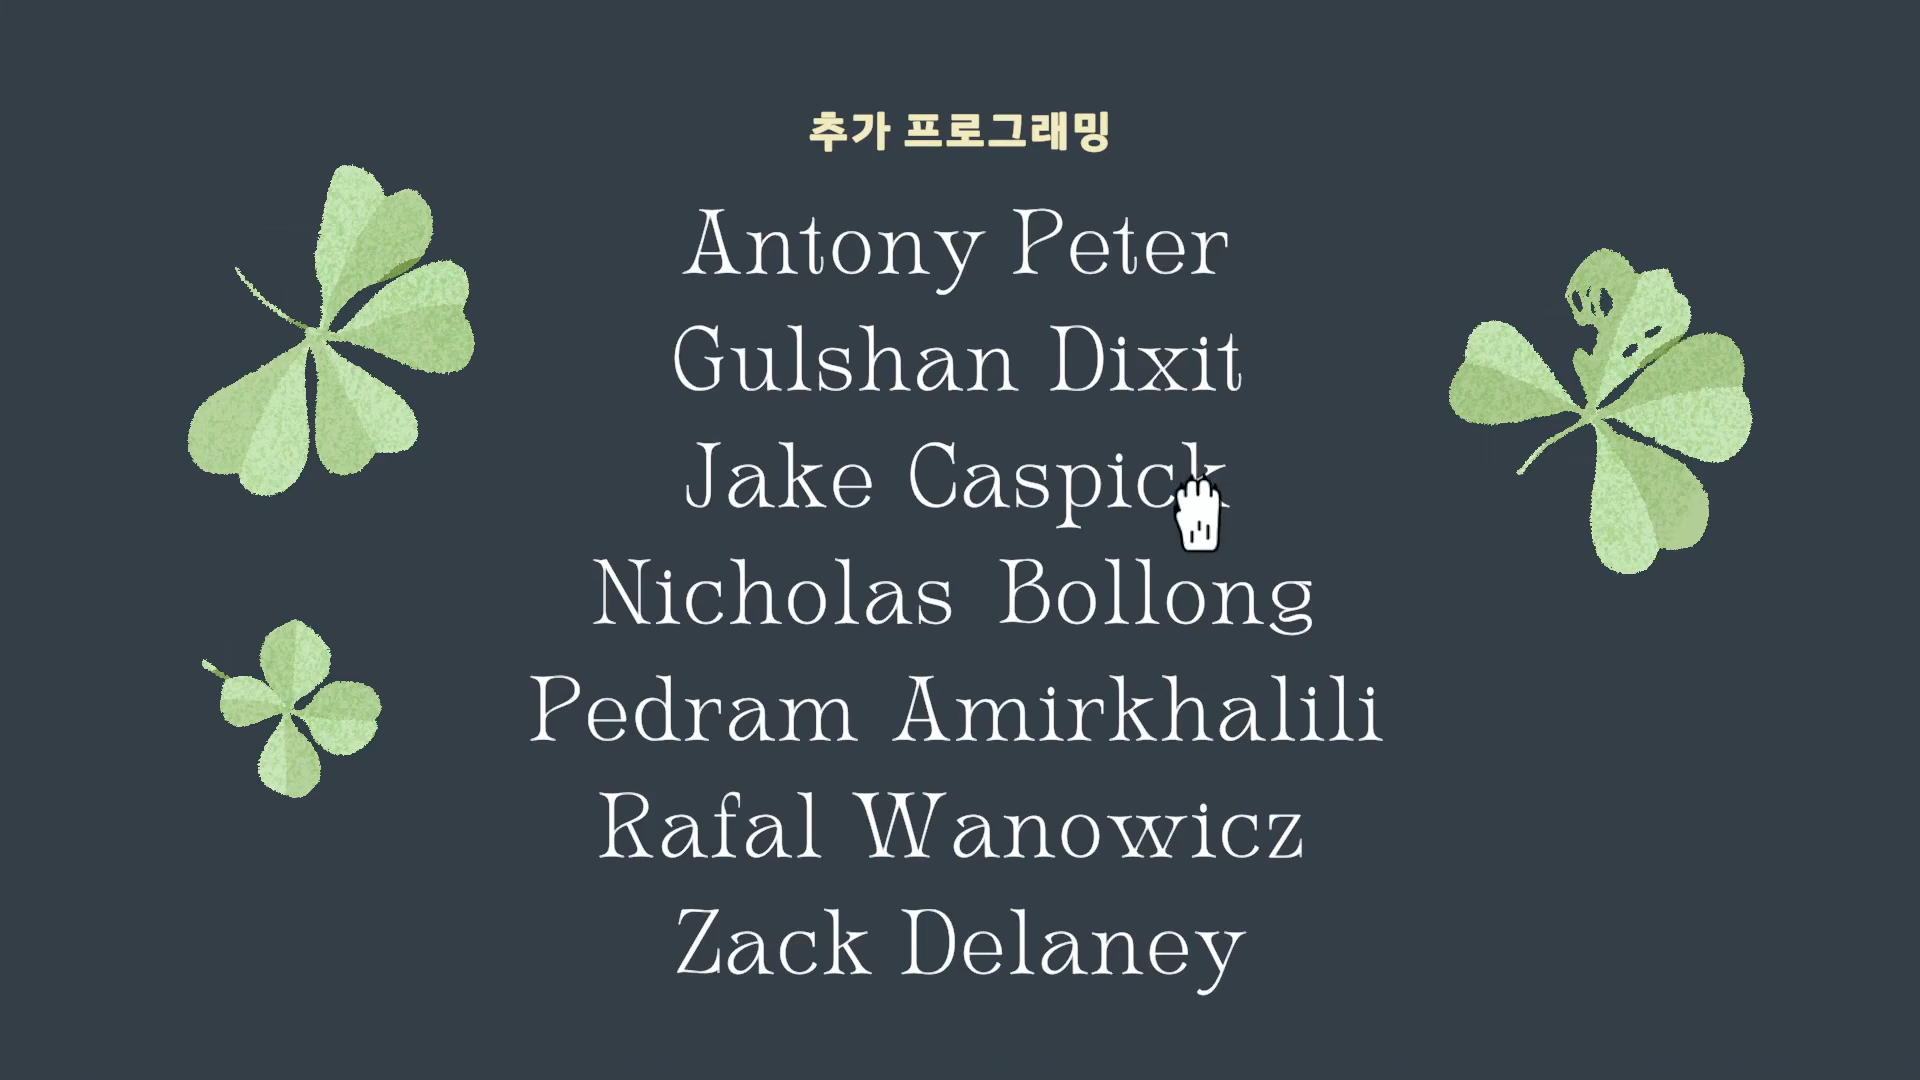 추가 프로그래밍
Antony Peter
Gulshan Dixit
Jake Caspick
Nicholas Bollong
Pedram Amirkhalili
Rafal Wanowicz
Zack Delaney